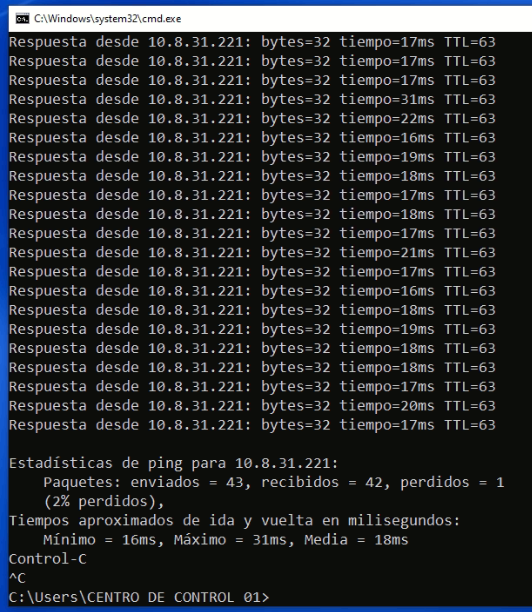 C:\Windows\system32\cmd.exe
Respuesta desde 10.8.31.221: bytes=32 tiempo=17ms TTL=63
Respuesta desde 10.8.31.221: bytes=32 tiempo=17ms TTL=63
Respuesta desde 10.8.31.221: bytes=32 tiempo=17ms TTL=63
Respuesta desde 10.8.31.221: bytes=32 tiempo=31ms TTL=63
Respuesta desde 10.8.31.221: bytes=32 tiempo=22ms TTL=63
Respuesta desde 10.8.31.221: bytes=32 tiempo=16ms TTL=63
Respuesta desde 10.8.31.221: bytes=32 tiempo=19ms TTL=63
Respuesta desde 10.8.31.221: bytes=32 tiempo=18ms TTL=63
Respuesta desde 10.8.31.221: bytes=32 tiempo=17ms TTL=63
Respuesta desde 10.8.31.221: bytes=32 tiempo=18ms TTL=63
Respuesta desde 10.8.31.221: bytes=32 tiempo=17ms TTL=63
Respuesta desde 10.8.31.221: bytes=32 tiempo=21ms TTL=63
Respuesta desde 10.8.31.221: bytes=32 tiempo=17ms TTL=63
Respuesta desde 10.8.31.221: bytes=32 tiempo=16ms TTL=63
Respuesta desde 10.8.31.221: bytes=32 tiempo=18ms TTL=63
Respuesta desde 10.8.31.221: bytes=32 tiempo=19ms TTL=63
Respuesta desde 10.8.31.221: bytes=32 tiempo=18ms TTL=63
Respuesta desde 10.8.31.221: bytes=32 tiempo=18ms TTL=63
Respuesta desde 10.8.31.221: bytes=32 tiempo=17ms TTL=63
Respuesta desde 10.8.31.221: bytes=32 tiempo=20ms TTL=63
Respuesta desde 10.8.31.221: bytes=32 tiempo=17ms TTL=63
Estadísticas de ping para 10.8.31.221:
Paquetes: enviados = 43, recibidos = 42, perdidos = 1
(2% perdidos),
Tiempos aproximados de ida y vuelta en milisegundos:
Mínimo = 16ms, Máximo = 31ms, Media = 18ms
Control-C
^C
C:\Users\CENTRO DE CONTROL 01>